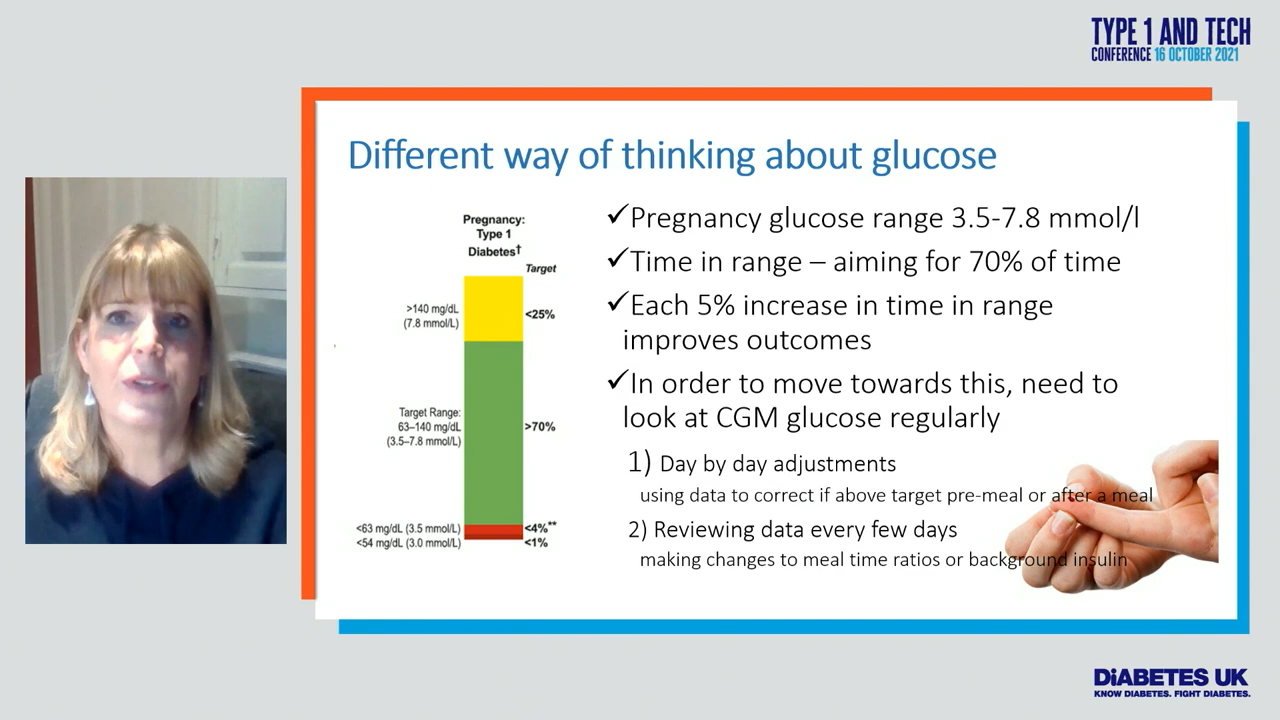 TYPE 1 AND TECH
CONFERENCE 16 OCTOBER 2021
Different way of thinking about glucose
Pregnancy:
Type 1
Diabetes†
Target
>140 mg/dL
(7.8 mmol/L)
<25%
Target Range:
63–140 mg/dL
(3.5–7.8 mmol/L)
>70%
<63 mg/dL (3.5 mmol/L)
<4%**
<54 mg/dL (3.0 mmol/L)
<1%
✓Pregnancy glucose range 3.5-7.8 mmol/l
✓Time in range – aiming for 70% of time
✓Each 5% increase in time in range
improves outcomes
✓In order to move towards this, need to
look at CGM glucose regularly
1) Day by day adjustments
using data to correct if above target pre-meal or after a meal
2) Reviewing data every few days
making changes to meal time ratios or background insulin
DiABETES UK
KNOW DIABETES. FIGHT DIABETES.